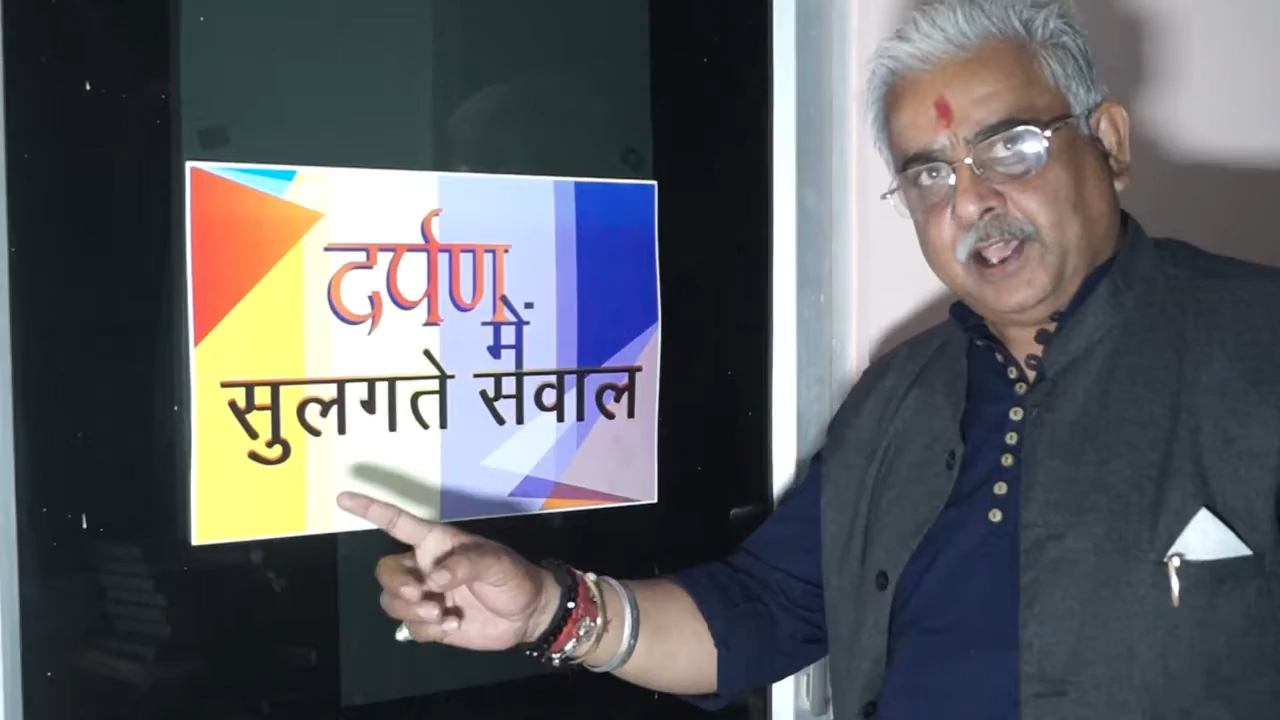 दर्पण
में
सुलगते सवाल